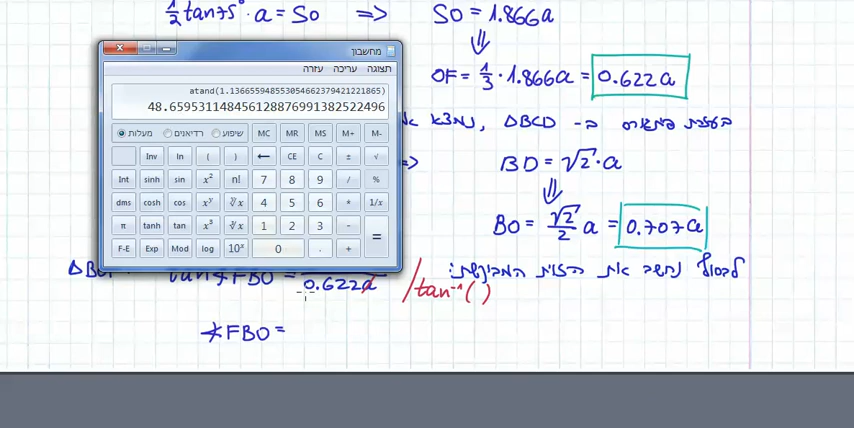 ½ tan75° · a = SO ⟹ SO = 1.866a
⇓
OF = ⅓ · 1.866a = 0.622a
ב- ΔBCD, נמצא
⟹ BD = √2 · a
⇓
BO = √2/2 a = 0.707a
לבסוף נחשב את הזווית המבוקשת:
tan∢FBO = 0.622a / tan⁻¹( )
∢FBO =
מחשבון
תצוגה עריכה עזרה
atand(1.1366559485530546623794212218​65)
48.659531148456128876991382522496
מעלות רדיאנים שיפוע MC MR MS M+ M-
Inv ln ( ) ← CE C ± √
Int sinh sin x² n! 7 8 9 / %
dms cosh cos xʸ ʸ√x 4 5 6 * 1/x
π tanh tan x³ ³√x 1 2 3 - =
F-E Exp Mod log 10ˣ 0 . +